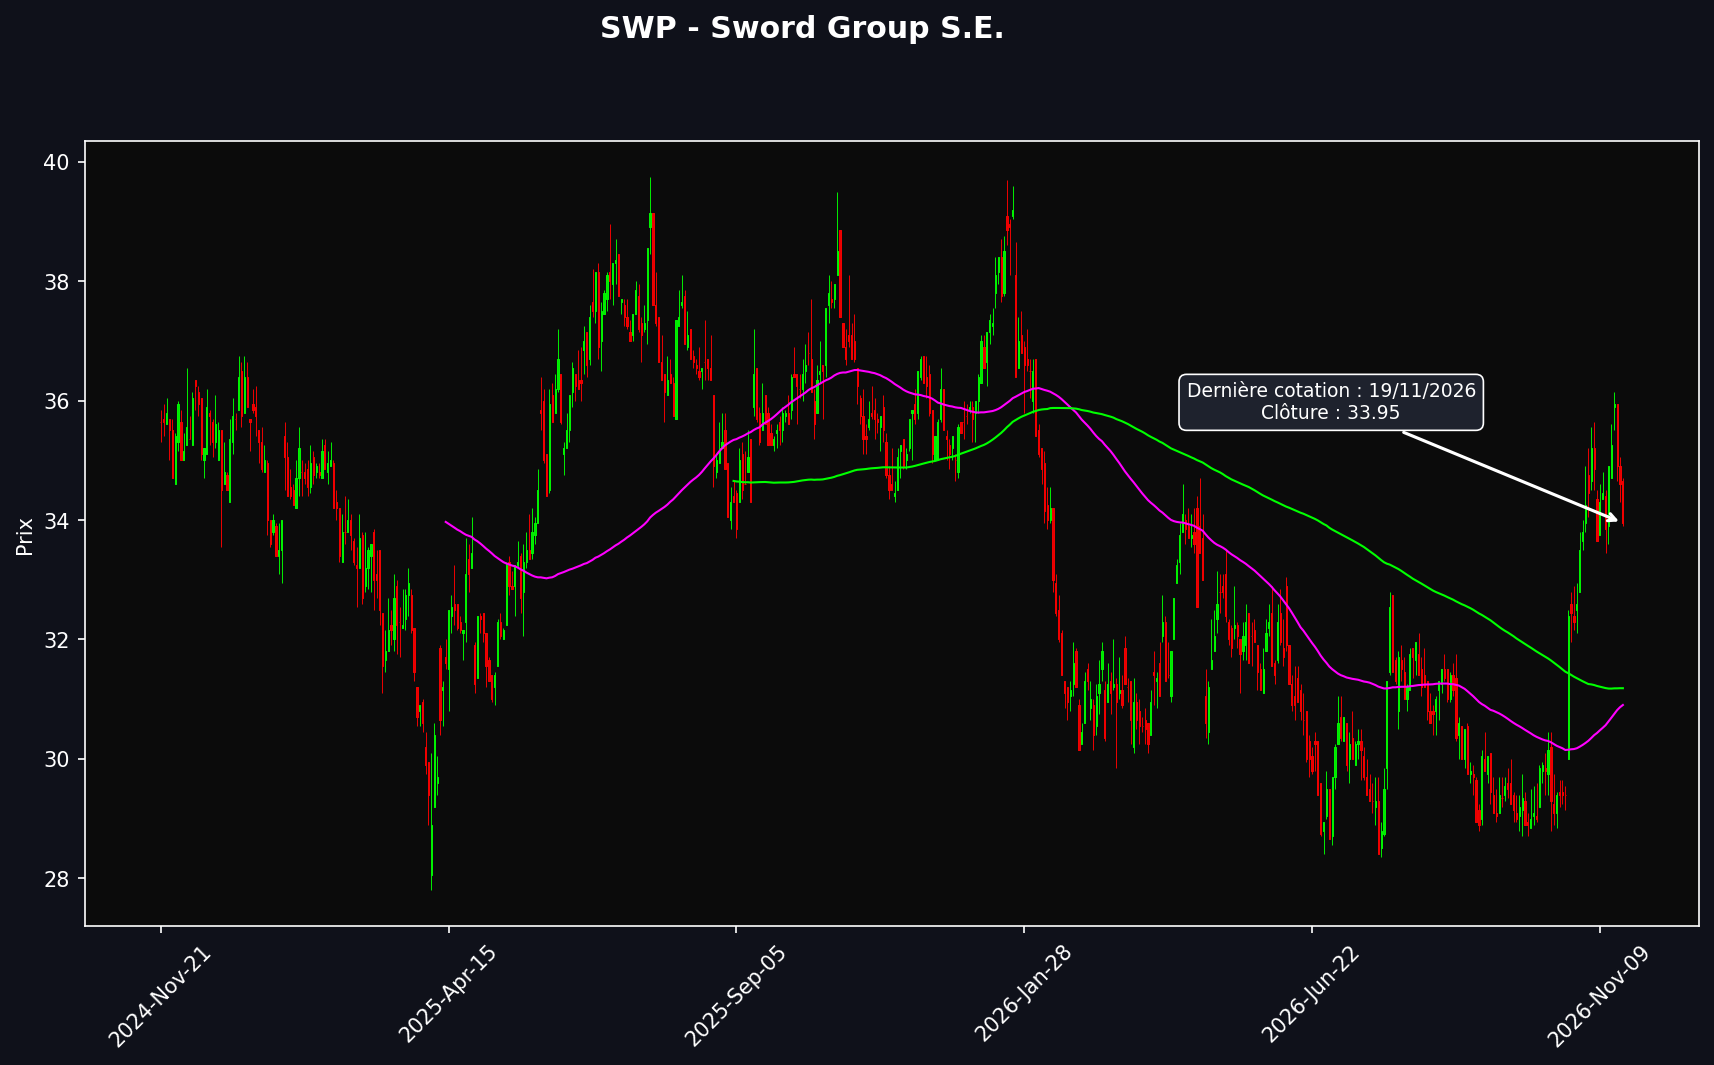 SWP - Sword Group S.E.
40
38
36
34
32
30
28
Prix
Dernière cotation : 19/11/2026
Clôture : 33.95
2024-Nov-21
2025-Apr-15
2025-Sep-05
2026-Jan-28
2026-Jun-22
2026-Nov-09